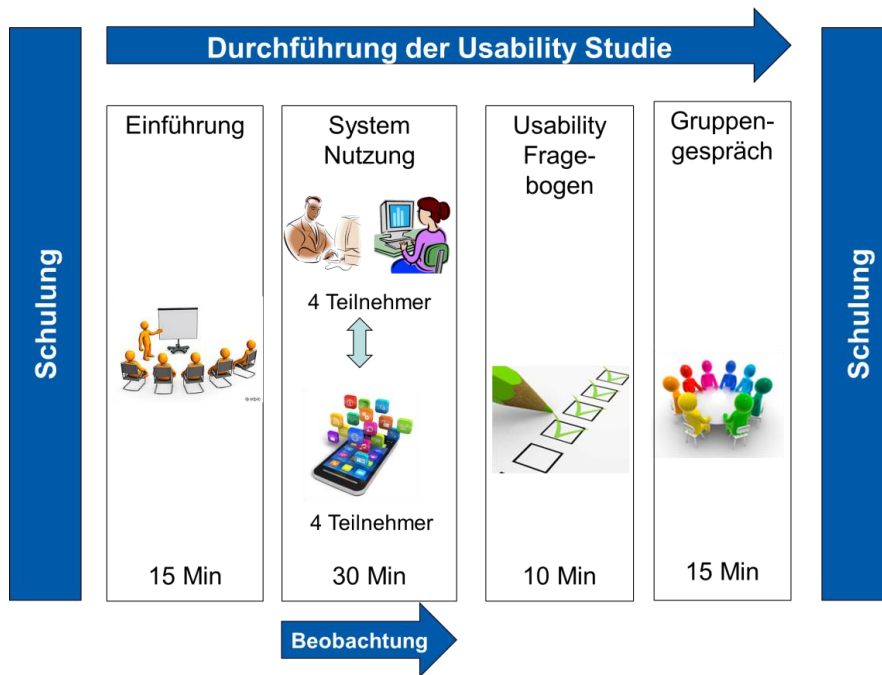 Durchführung der Usability Studie
Schulung
Einführung
15 Min
System
Nutzung
4 Teilnehmer
4 Teilnehmer
30 Min
Beobachtung
Usability
Frage-
bogen
10 Min
Gruppen-
gespräch
15 Min
Schulung